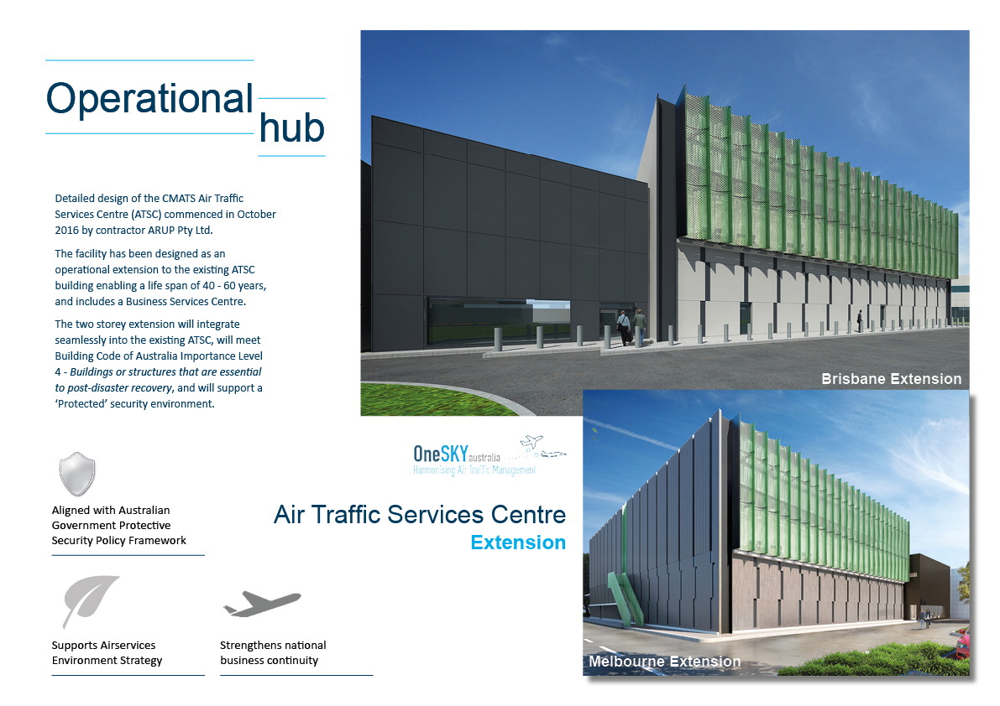 Operational
hub
Detailed design of the CMATS Air Traffic
Services Centre (ATSC) commenced in October
2016 by contractor ARUP Pty Ltd.
The facility has been designed as an
operational extension to the existing ATSC
building enabling a life span of 40 - 60 years,
and includes a Business Services Centre.
The two storey extension will integrate
seamlessly into the existing ATSC, will meet
Building Code of Australia Importance Level
4 - Buildings or structures that are essential
to post-disaster recovery, and will support a
‘Protected’ security environment.
Brisbane Extension
OneSKY australia
Harmonising Air Traffic Management
Air Traffic Services Centre
Extension
Aligned with Australian
Government Protective
Security Policy Framework
Supports Airservices
Environment Strategy
Strengthens national
business continuity
Melbourne Extension